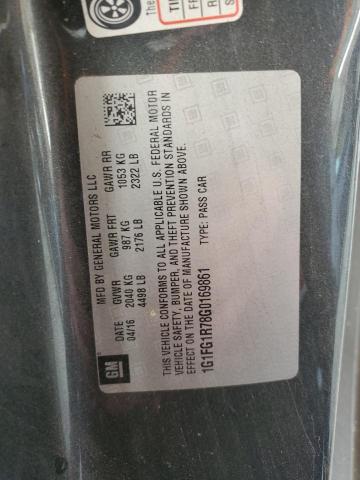 The
TI
F
R
S
MFD BY GENERAL MOTORS LLC
DATE GVWR GAWR FRT GAWR RR
04/16 2040 KG 987 KG 1053 KG
4498 LB 2176 LB 2322 LB
THIS VEHICLE CONFORMS TO ALL APPLICABLE U.S. FEDERAL MOTOR
VEHICLE SAFETY, BUMPER, AND THEFT PREVENTION STANDARDS IN
EFFECT ON THE DATE OF MANUFACTURE SHOWN ABOVE.
1G1FG1R78G0169861 TYPE: PASS CAR
GM